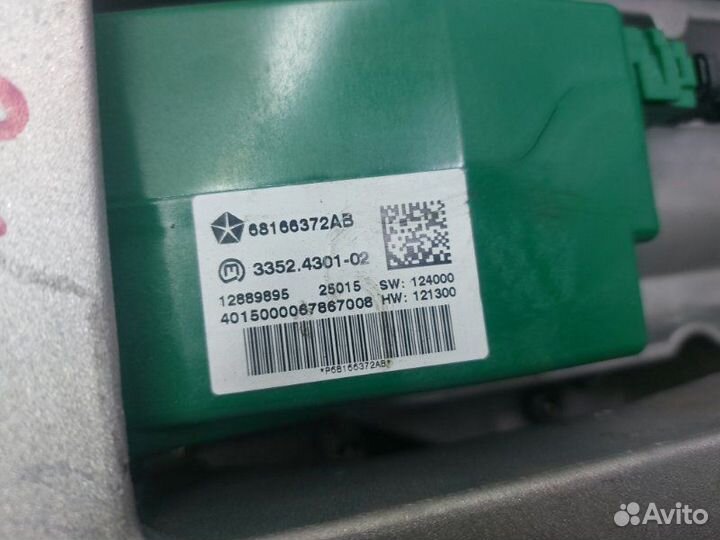 68166372AB
m 3352.4301-02
12889895 25015 SW: 124000
4015000067867008 HW: 121300
*P68166372AB*
Avito